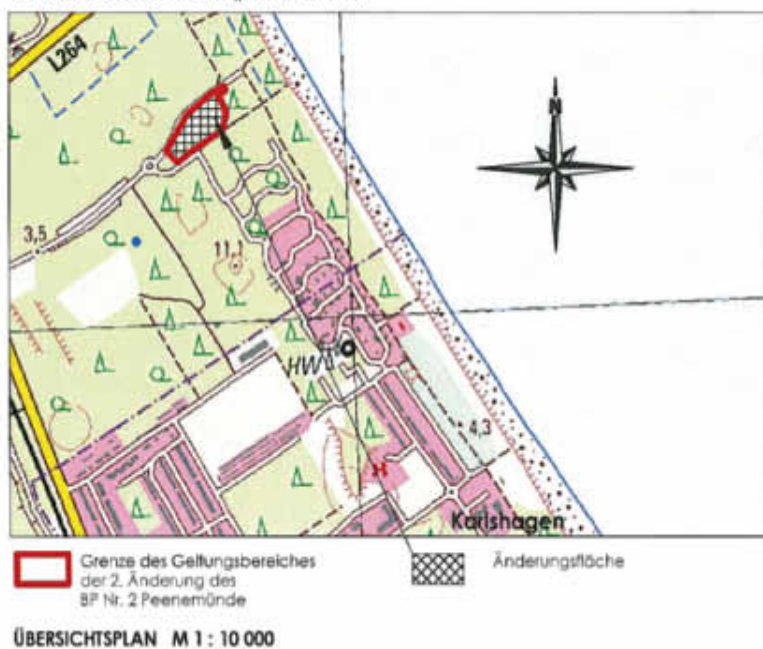 L264
N
3,5
11,1
HW
4,3
H
Karlshagen
Grenze des Geltungsbereiches
der 2. Änderung des
BP Nr. 2 Peenemünde
Änderungsfläche
ÜBERSICHTSPLAN M 1 : 10 000